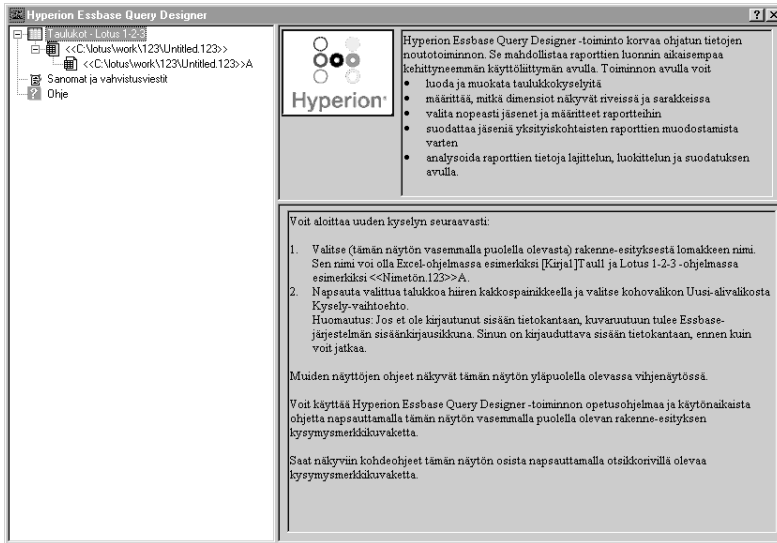 Hyperion Essbase Query Designer
Taulukot - Lotus 1-2-3
<<C:\lotus\work\123\Untitled.123>>
<<C:\lotus\work\123\Untitled.123>>A
Sanomat ja vahvistusviestit
Ohje
Hyperion
Hyperion Essbase Query Designer -toiminto korvaa ohjatun tietojen
noutotoiminnon. Se mahdollistaa raporttien luonnin aikaisempaa
kehittyneemmän käyttöliittymän avulla. Toiminnon avulla voit
• luoda ja muokata taulukkokyselyitä
• määrittää, mitkä dimensiot näkyvät riveissä ja sarakkeissa
• valita nopeasti jäsenet ja määritteet raportteihin
• suodattaa jäseniä yksityiskohtaisten raporttien muodostamista
varten
• analysoida raporttien tietoja lajittelun, luokittelun ja suodatuksen
avulla.
Voit aloittaa uuden kyselyn seuraavasti:
1. Valitse (tämän näytön vasemmalla puolella olevasta) rakenne-esityksestä lomakkeen nimi.
Sen nimi voi olla Excel-ohjelmassa esimerkiksi [Kirja1]Taul1 ja Lotus 1-2-3 -ohjelmassa
esimerkiksi <<Nimetön.123>>A.
2. Napsauta valittua talukkoa hiiren kakkospainikkeella ja valitse kohovalikon Uusi-alivalikosta
Kysely-vaihtoehto.
Huomautus: Jos et ole kirjautunut sisään tietokantaan, kuvaruutuun tulee Essbase-
järjestelmän sisäänkirjausikkuna. Sinun on kirjauduttava sisään tietokantaan, ennen kuin
voit jatkaa.
Muiden näyttöjen ohjeet näkyvät tämän näytön yläpuolella olevassa vihjenäytössä.
Voit käyttää Hyperion Essbase Query Designer -toiminnon opetusohjelmaa ja käytönaikaista
ohjetta napsauttamalla tämän näytön vasemmalla puolella olevan rakenne-esityksen
kysymysmerkkikuvaketta.
Saat näkyviin kohdeohjeet tämän näytön osista napsauttamalla otsikkorivillä olevaa
kysymysmerkkikuvaketta.